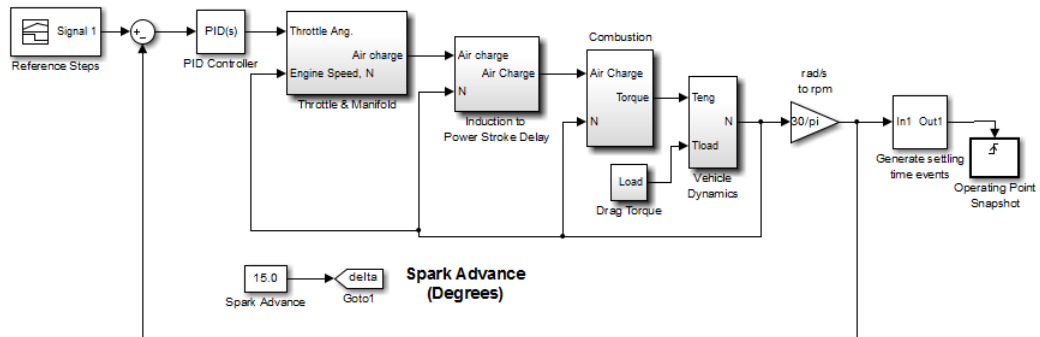 Signal 1
Reference Steps
+
−
PID(s)
PID Controller
Throttle Ang.
Air charge
Engine Speed, N
Throttle & Manifold
Air charge
Air Charge
N
Induction to
Power Stroke Delay
Combustion
Air Charge
Torque
N
Teng
N
Tload
Vehicle
Dynamics
Load
Drag Torque
rad/s
to rpm
30/pi
In1 Out1
Generate settling
time events
Operating Point
Snapshot
15.0
Spark Advance
delta
Goto1
Spark Advance
(Degrees)